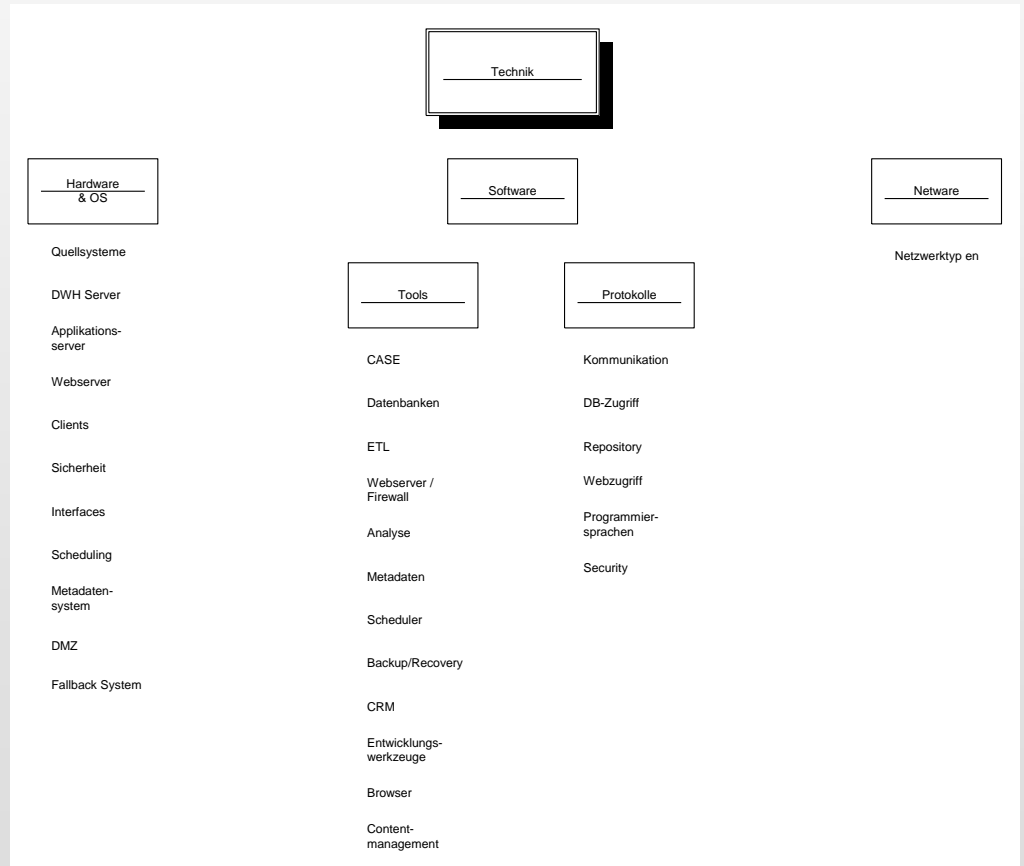 Technik
Hardware
& OS
Quellsysteme
DWH Server
Applikations-
server
Webserver
Clients
Sicherheit
Interfaces
Scheduling
Metadaten-
system
DMZ
Fallback System
Software
Tools
CASE
Datenbanken
ETL
Webserver /
Firewall
Analyse
Metadaten
Scheduler
Backup/Recovery
CRM
Entwicklungs-
werkzeuge
Browser
Content-
management
Protokolle
Kommunikation
DB-Zugriff
Repository
Webzugriff
Programmier-
sprachen
Security
Netware
Netzwerktyp en